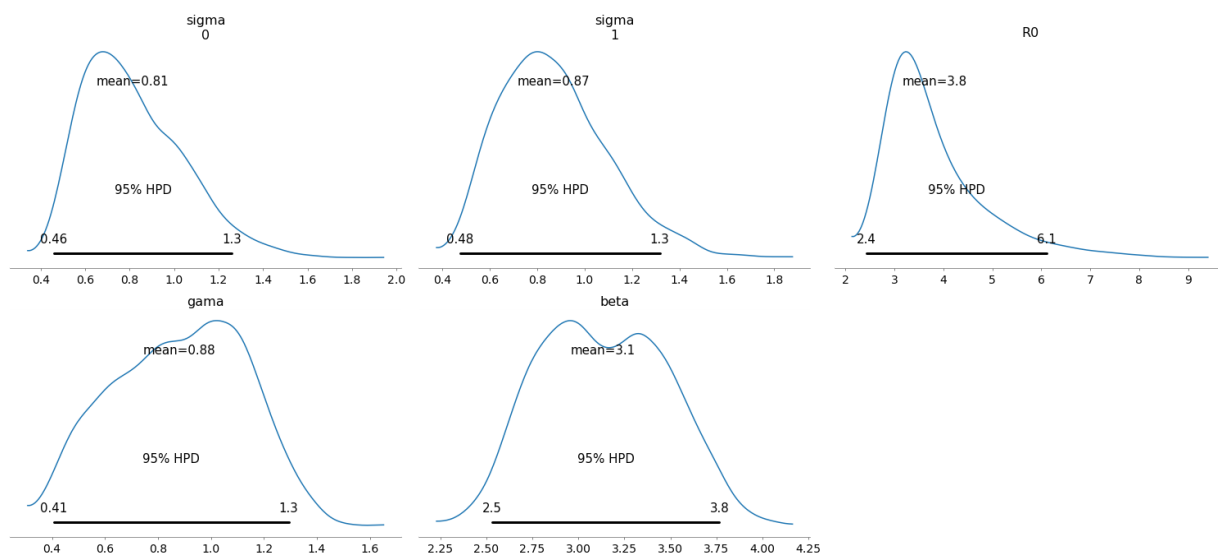 sigma
0
mean=0.81
95% HPD
0.46 1.3
0.4 0.6 0.8 1.0 1.2 1.4 1.6 1.8 2.0
sigma
1
mean=0.87
95% HPD
0.48 1.3
0.4 0.6 0.8 1.0 1.2 1.4 1.6 1.8
R0
mean=3.8
95% HPD
2.4 6.1
2 3 4 5 6 7 8 9
gama
mean=0.88
95% HPD
0.41 1.3
0.4 0.6 0.8 1.0 1.2 1.4 1.6
beta
mean=3.1
95% HPD
2.5 3.8
2.25 2.50 2.75 3.00 3.25 3.50 3.75 4.00 4.25